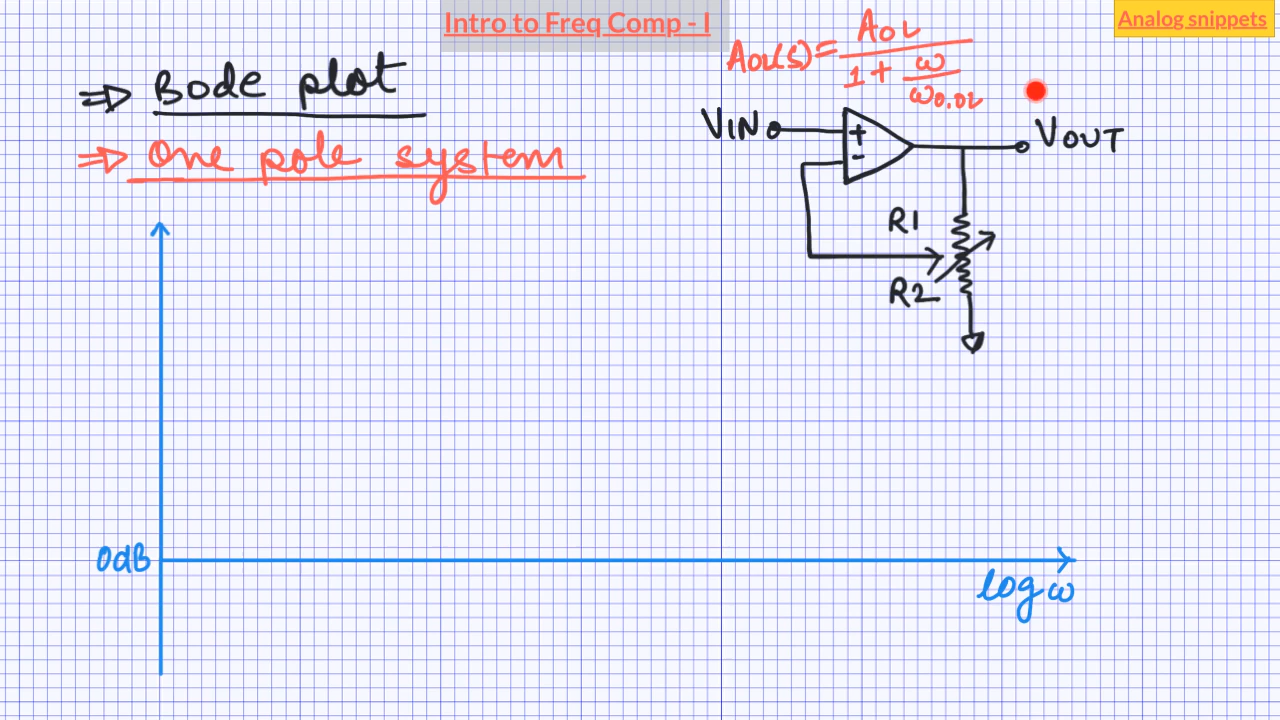 Intro to Freq Comp - I
Analog snippets
⇒ Bode plot
⇒ One pole system
AOL(s) = AOL / 1 + ω / ω0,OL
VIN
+
-
VOUT
R1
R2
0dB
log ω